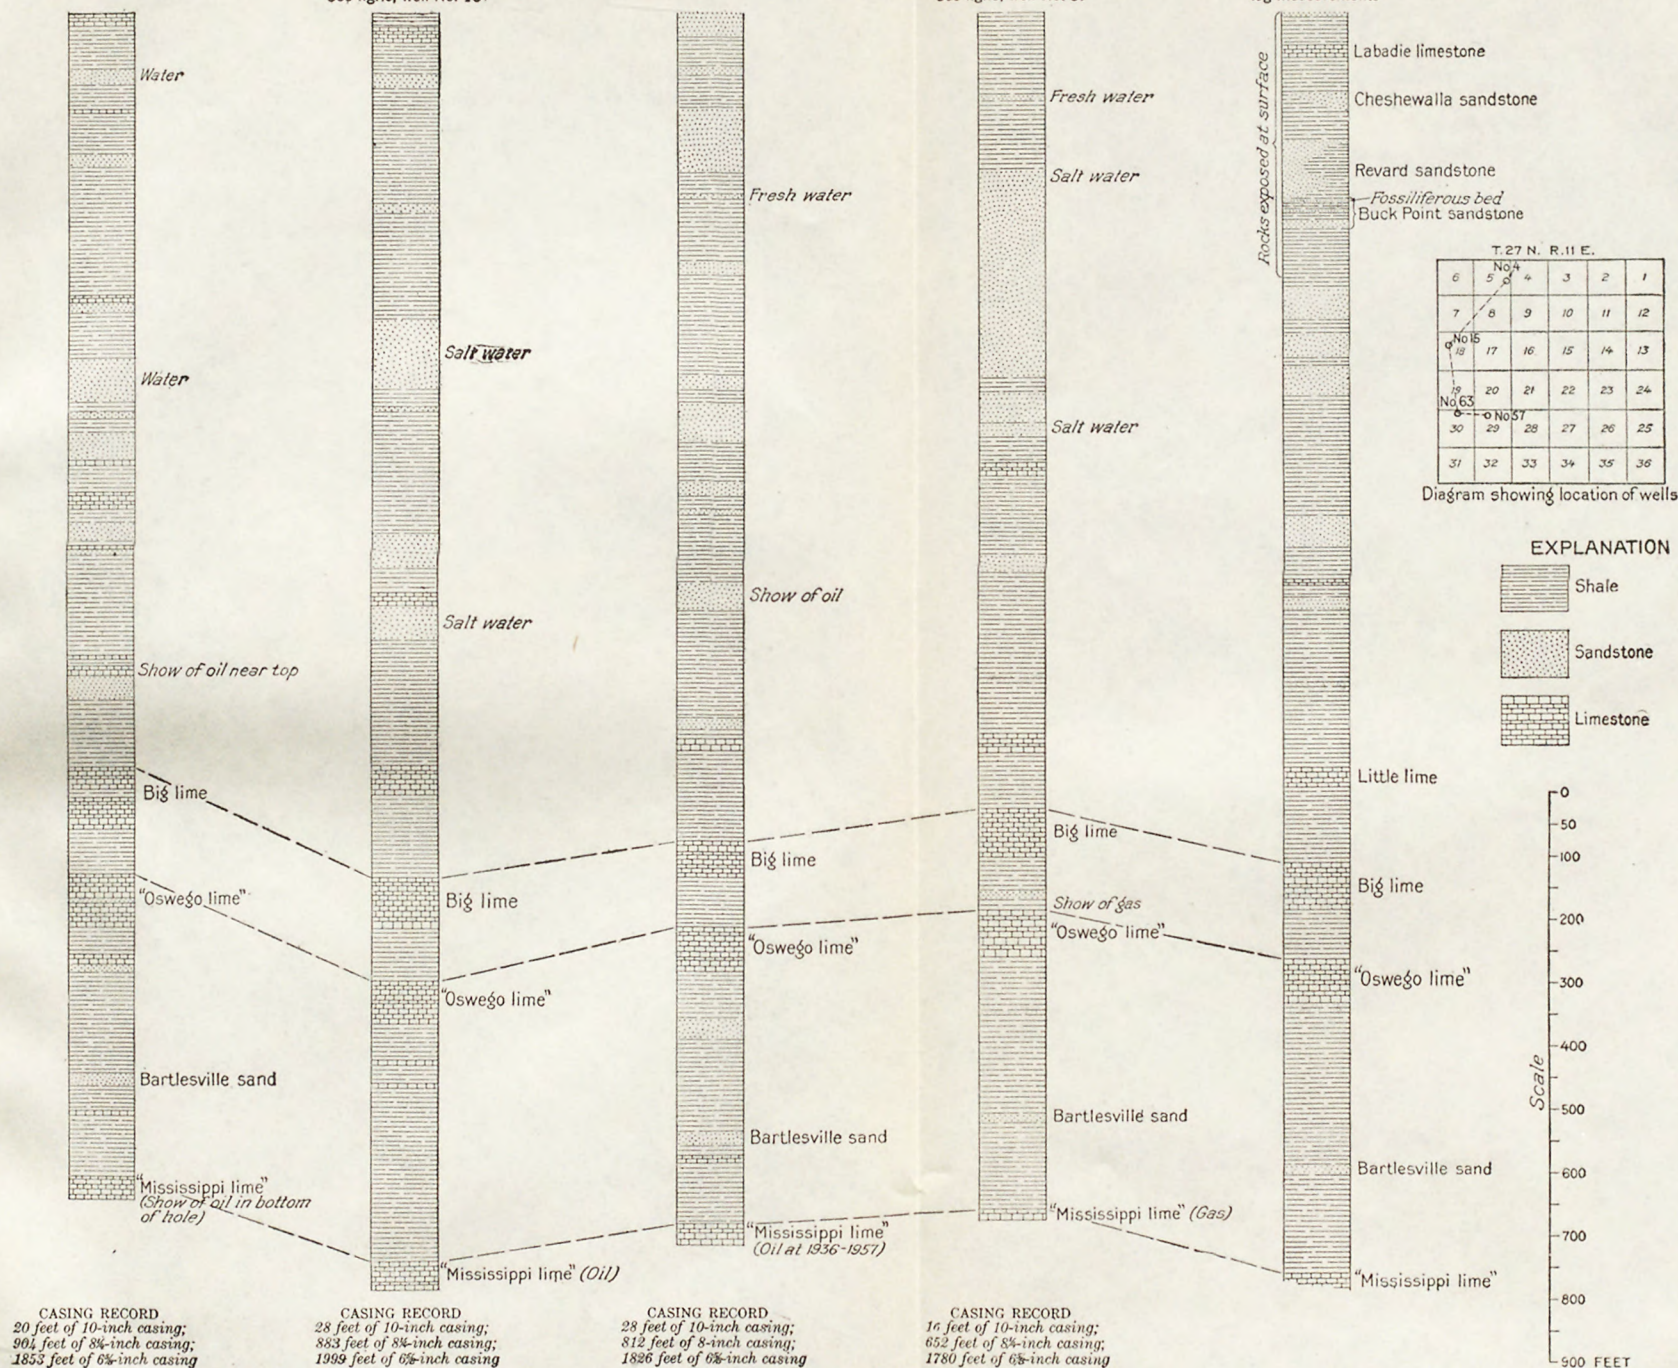 Water
Water
Show of oil near top
Big lime
"Oswego lime"
Bartlesville sand
"Mississippi lime"
(Show of oil in bottom
of hole)
CASING RECORD
20 feet of 10-inch casing;
904 feet of 8¼-inch casing;
1853 feet of 6⅝-inch casing
Salt water
Salt water
Big lime
"Oswego lime"
"Mississippi lime" (Oil)
CASING RECORD
28 feet of 10-inch casing;
883 feet of 8¼-inch casing;
1999 feet of 6⅝-inch casing
Fresh water
Show of oil
Big lime
"Oswego lime"
Bartlesville sand
"Mississippi lime"
(Oil at 1936-1957)
CASING RECORD
28 feet of 10-inch casing;
812 feet of 8-inch casing;
1826 feet of 6⅝-inch casing
Fresh water
Salt water
Salt water
Big lime
Show of gas
"Oswego lime"
Bartlesville sand
"Mississippi lime" (Gas)
CASING RECORD
16 feet of 10-inch casing;
652 feet of 8¼-inch casing;
1780 feet of 6⅝-inch casing
Rocks exposed at surface
Labadie limestone
Cheshewalla sandstone
Revard sandstone
Fossiliferous bed
Buck Point sandstone
Little lime
Big lime
"Oswego lime"
Bartlesville sand
"Mississippi lime"
T. 27 N. R. 11 E.
No 4
6 5 4 3 2 1
7 8 9 10 11 12
No 15
18 17 16 15 14 13
19 20 21 22 23 24
No 63
No 57
30 29 28 27 26 25
31 32 33 34 35 36
Diagram showing location of wells
EXPLANATION
Shale
Sandstone
Limestone
Scale
0
50
100
200
300
400
500
600
700
800
900 FEET